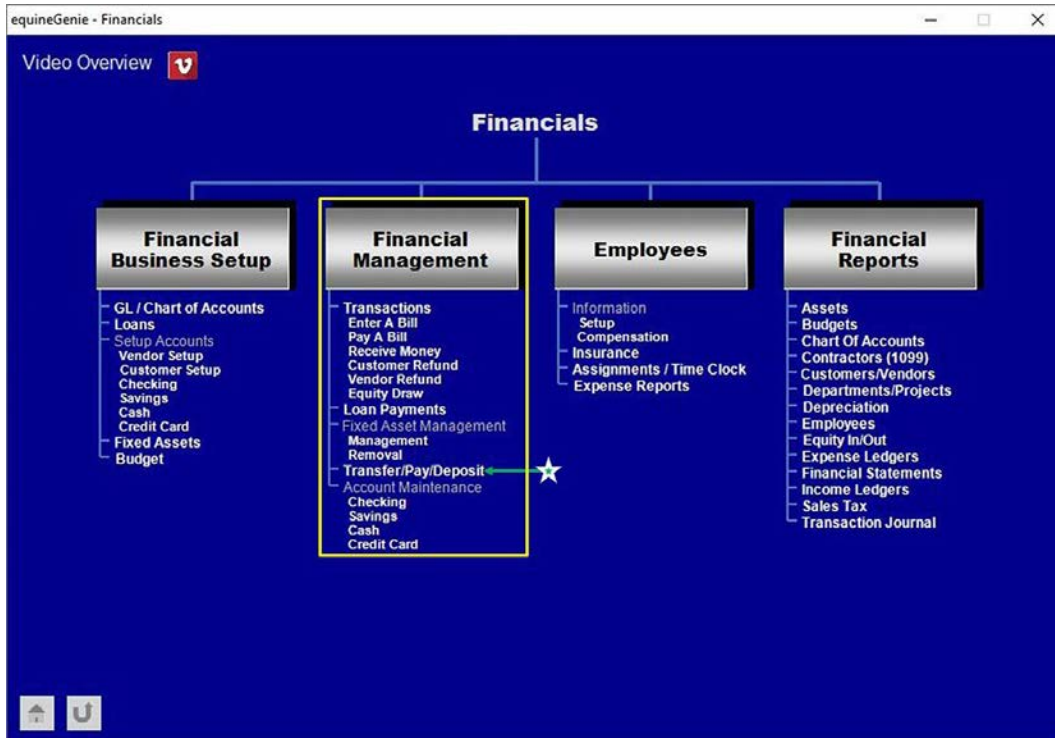 equineGenie - Financials
Video Overview
Financials
Financial
Business Setup
GL / Chart of Accounts
Loans
Setup Accounts
Vendor Setup
Customer Setup
Checking
Savings
Cash
Credit Card
Fixed Assets
Budget
Financial
Management
Transactions
Enter A Bill
Pay A Bill
Receive Money
Customer Refund
Vendor Refund
Equity Draw
Loan Payments
Fixed Asset Management
Management
Removal
Transfer/Pay/Deposit
Account Maintenance
Checking
Savings
Cash
Credit Card
Employees
Information
Setup
Compensation
Insurance
Assignments / Time Clock
Expense Reports
Financial
Reports
Assets
Budgets
Chart Of Accounts
Contractors (1099)
Customers/Vendors
Departments/Projects
Depreciation
Employees
Equity In/Out
Expense Ledgers
Financial Statements
Income Ledgers
Sales Tax
Transaction Journal